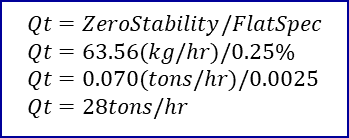 Qt = ZeroStability/FlatSpec
Qt = 63.56(kg/hr)/0.25%
Qt = 0.070(tons/hr)/0.0025
Qt = 28tons/hr